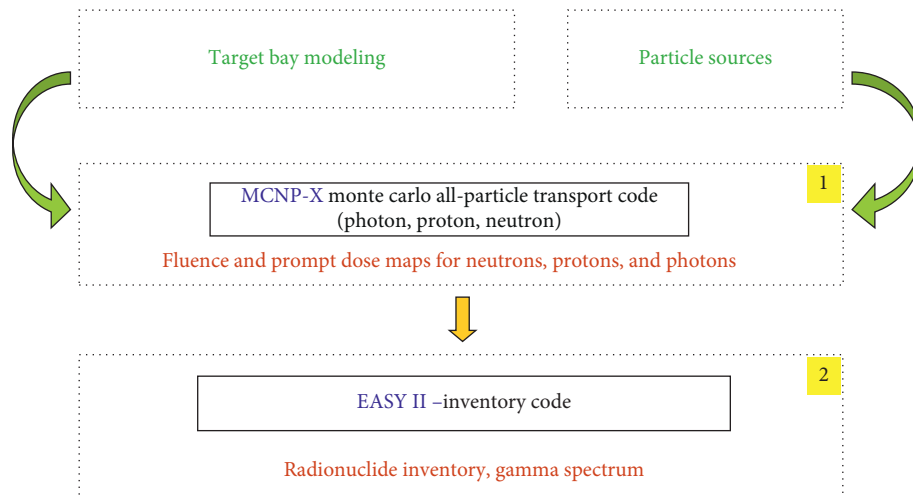 Target bay modeling
Particle sources
1
MCNP-X monte carlo all-particle transport code
(photon, proton, neutron)
Fluence and prompt dose maps for neutrons, protons, and photons
2
EASY II –inventory code
Radionuclide inventory, gamma spectrum